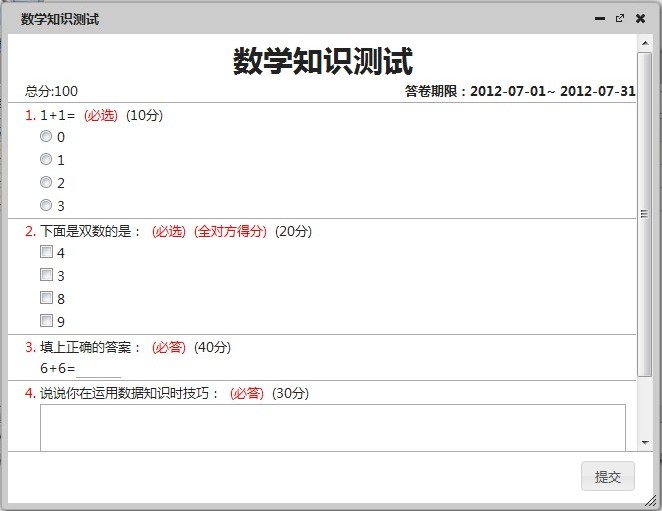 数学知识测试
数学知识测试
总分:100 答卷期限：2012-07-01~ 2012-07-31
1. 1+1= (必选) (10分)
0
1
2
3
2. 下面是双数的是： (必选) (全对方得分) (20分)
4
3
8
9
3. 填上正确的答案： (必答) (40分)
6+6=______
4. 说说你在运用数据知识时技巧： (必答) (30分)
提交